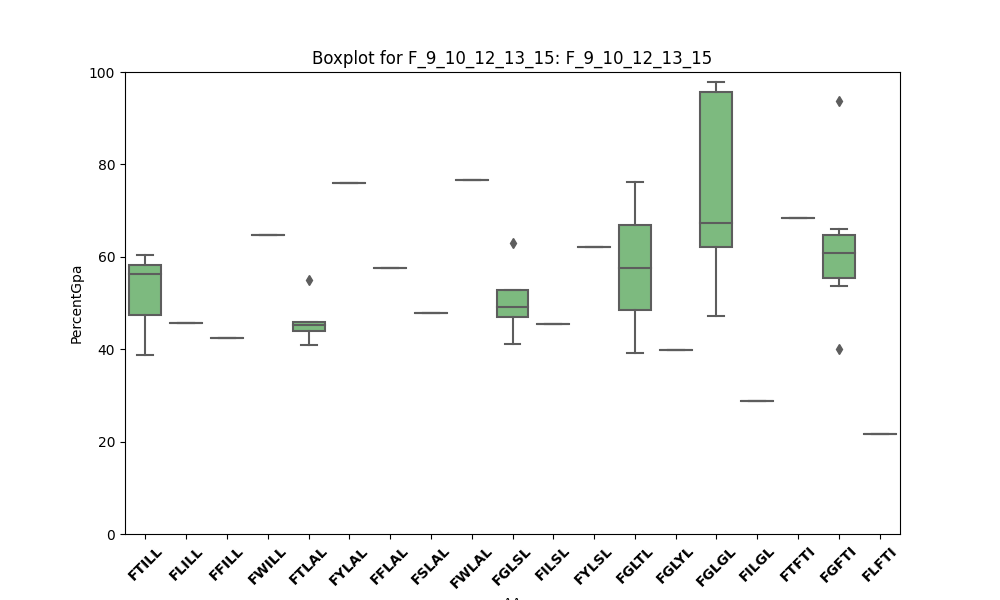 Boxplot for F_9_10_12_13_15: F_9_10_12_13_15
PercentGpa
100
80
60
40
20
0
FTILL
FLILL
FFILL
FWILL
FTLAL
FYLAL
FFLAL
FSLAL
FWLAL
FGLSL
FILSL
FYLSL
FGLTL
FGLYL
FGLGL
FILGL
FTFTI
FGFTI
FLFTI